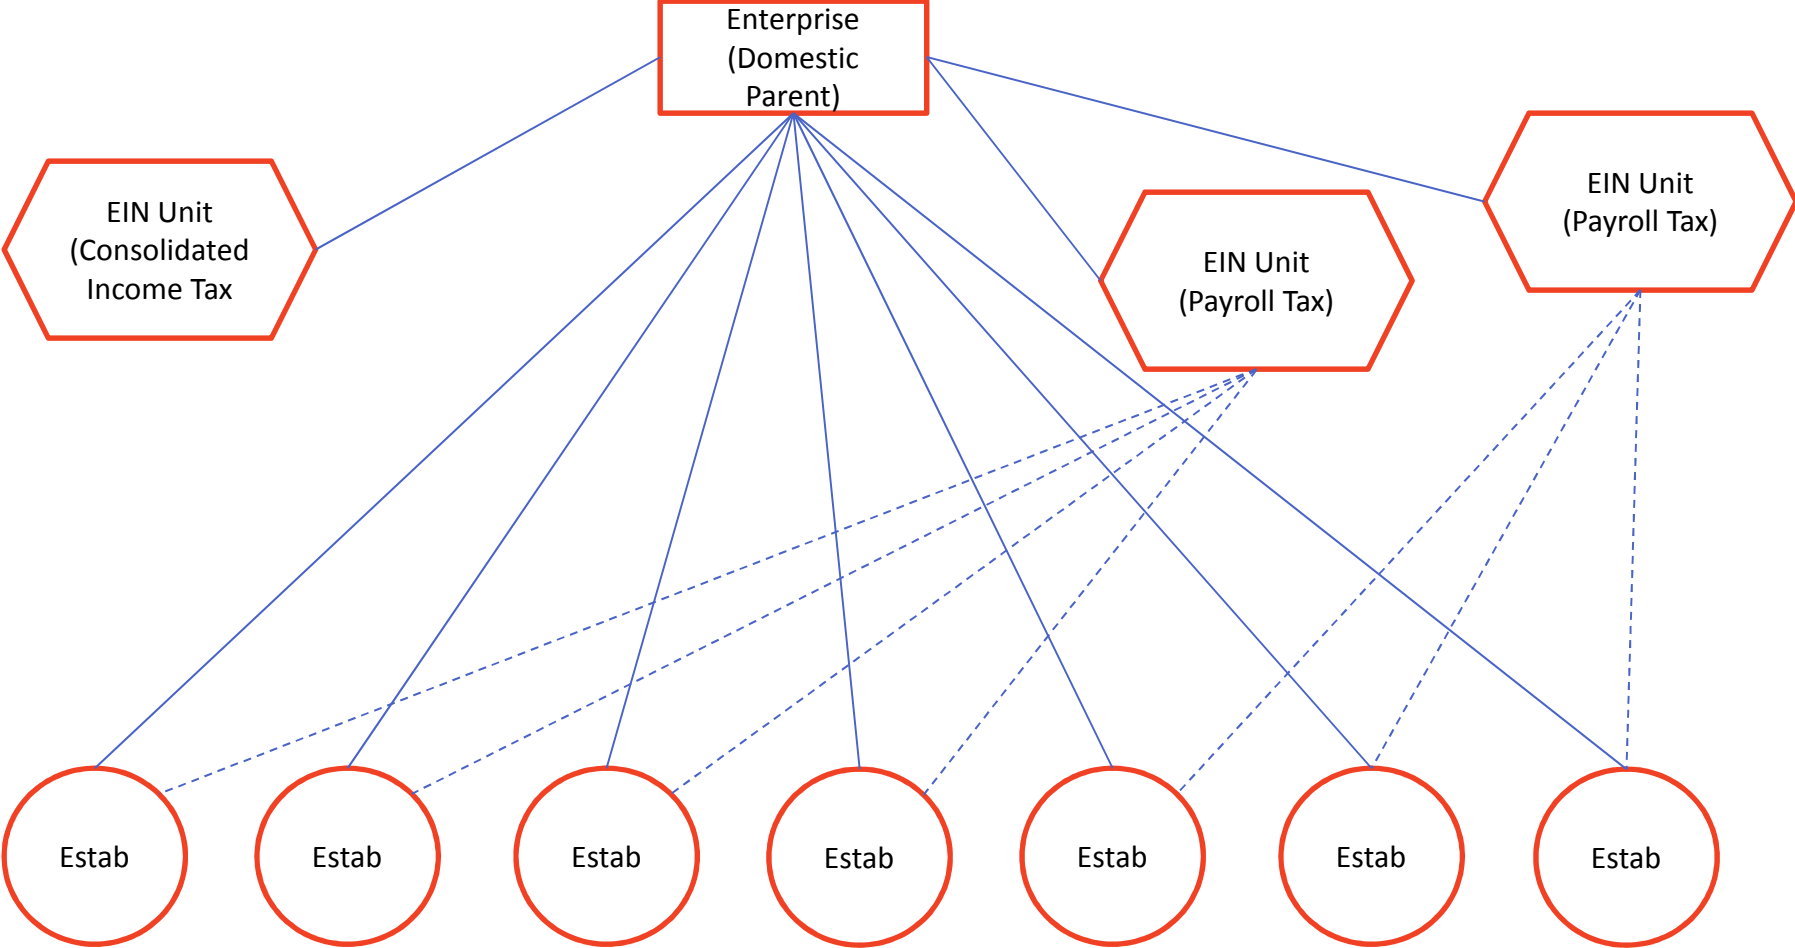 Enterprise
(Domestic
Parent)
EIN Unit
(Consolidated
Income Tax
EIN Unit
(Payroll Tax)
EIN Unit
(Payroll Tax)
Estab
Estab
Estab
Estab
Estab
Estab
Estab